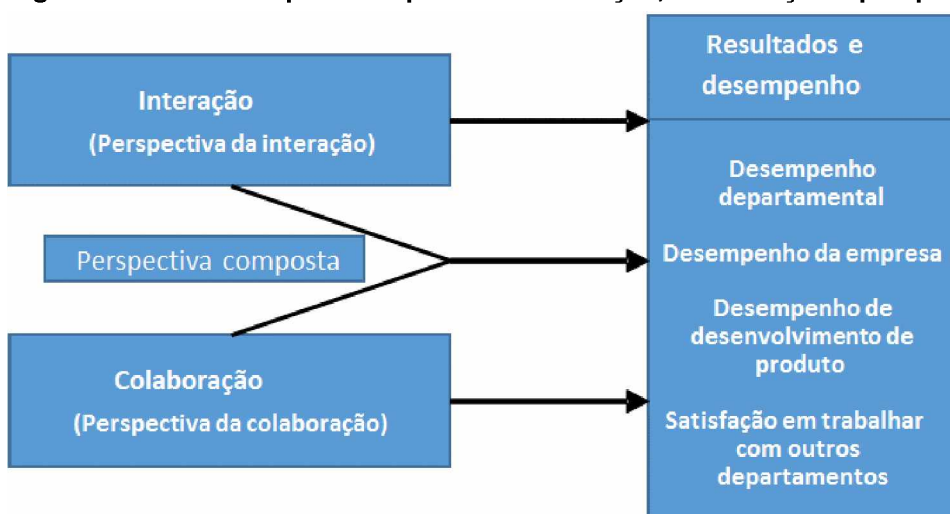 Interação
(Perspectiva da interação)
Perspectiva composta
Colaboração
(Perspectiva da colaboração)
Resultados e
desempenho
Desempenho
departamental
Desempenho da empresa
Desempenho de
desenvolvimento de
produto
Satisfação em trabalhar
com outros
departamentos